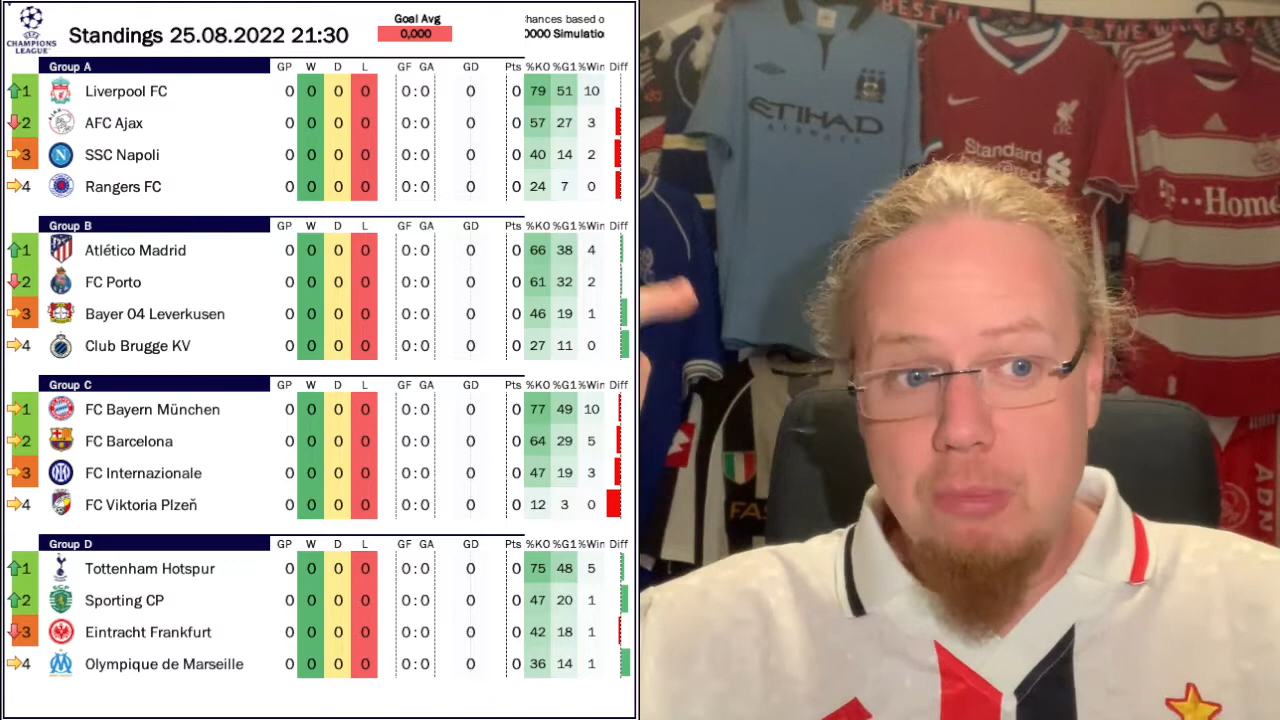 CHAMPIONS
LEAGUE
Standings 25.08.2022 21:30
Goal Avg
0,000
hances based o
0000 Simulatio
Group A GP W D L GF GA GD Pts %KO %G1 %Win Diff
1 Liverpool FC 0 0 0 0 0:0 0 0 79 51 10
2 AFC Ajax 0 0 0 0 0:0 0 0 57 27 3
3 SSC Napoli 0 0 0 0 0:0 0 0 40 14 2
4 Rangers FC 0 0 0 0 0:0 0 0 24 7 0
Group B GP W D L GF GA GD Pts %KO %G1 %Win Diff
1 Atlético Madrid 0 0 0 0 0:0 0 0 66 38 4
2 FC Porto 0 0 0 0 0:0 0 0 61 32 2
3 Bayer 04 Leverkusen 0 0 0 0 0:0 0 0 46 19 1
4 Club Brugge KV 0 0 0 0 0:0 0 0 27 11 0
Group C GP W D L GF GA GD Pts %KO %G1 %Win Diff
1 FC Bayern München 0 0 0 0 0:0 0 0 77 49 10
2 FC Barcelona 0 0 0 0 0:0 0 0 64 29 5
3 FC Internazionale 0 0 0 0 0:0 0 0 47 19 3
4 FC Viktoria Plzeň 0 0 0 0 0:0 0 0 12 3 0
Group D GP W D L GF GA GD Pts %KO %G1 %Win Diff
1 Tottenham Hotspur 0 0 0 0 0:0 0 0 75 48 5
2 Sporting CP 0 0 0 0 0:0 0 0 47 20 1
3 Eintracht Frankfurt 0 0 0 0 0:0 0 0 42 18 1
4 Olympique de Marseille 0 0 0 0 0:0 0 0 36 14 1
BEST
THE WINNERS
ETIHAD
AIRWAYS
Standard
T Home